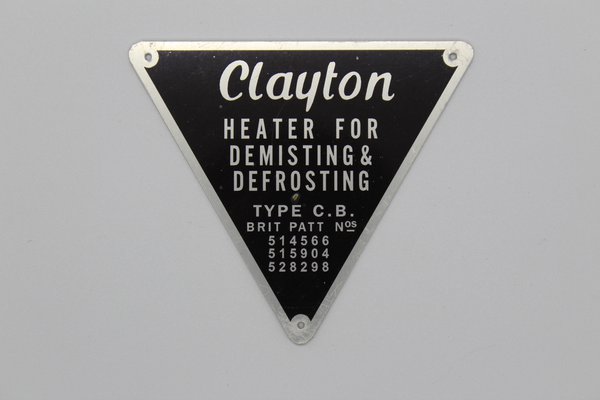 Clayton
HEATER FOR
DEMISTING &
DEFROSTING
TYPE C.B.
BRIT PATT Nos
514566
515904
528298